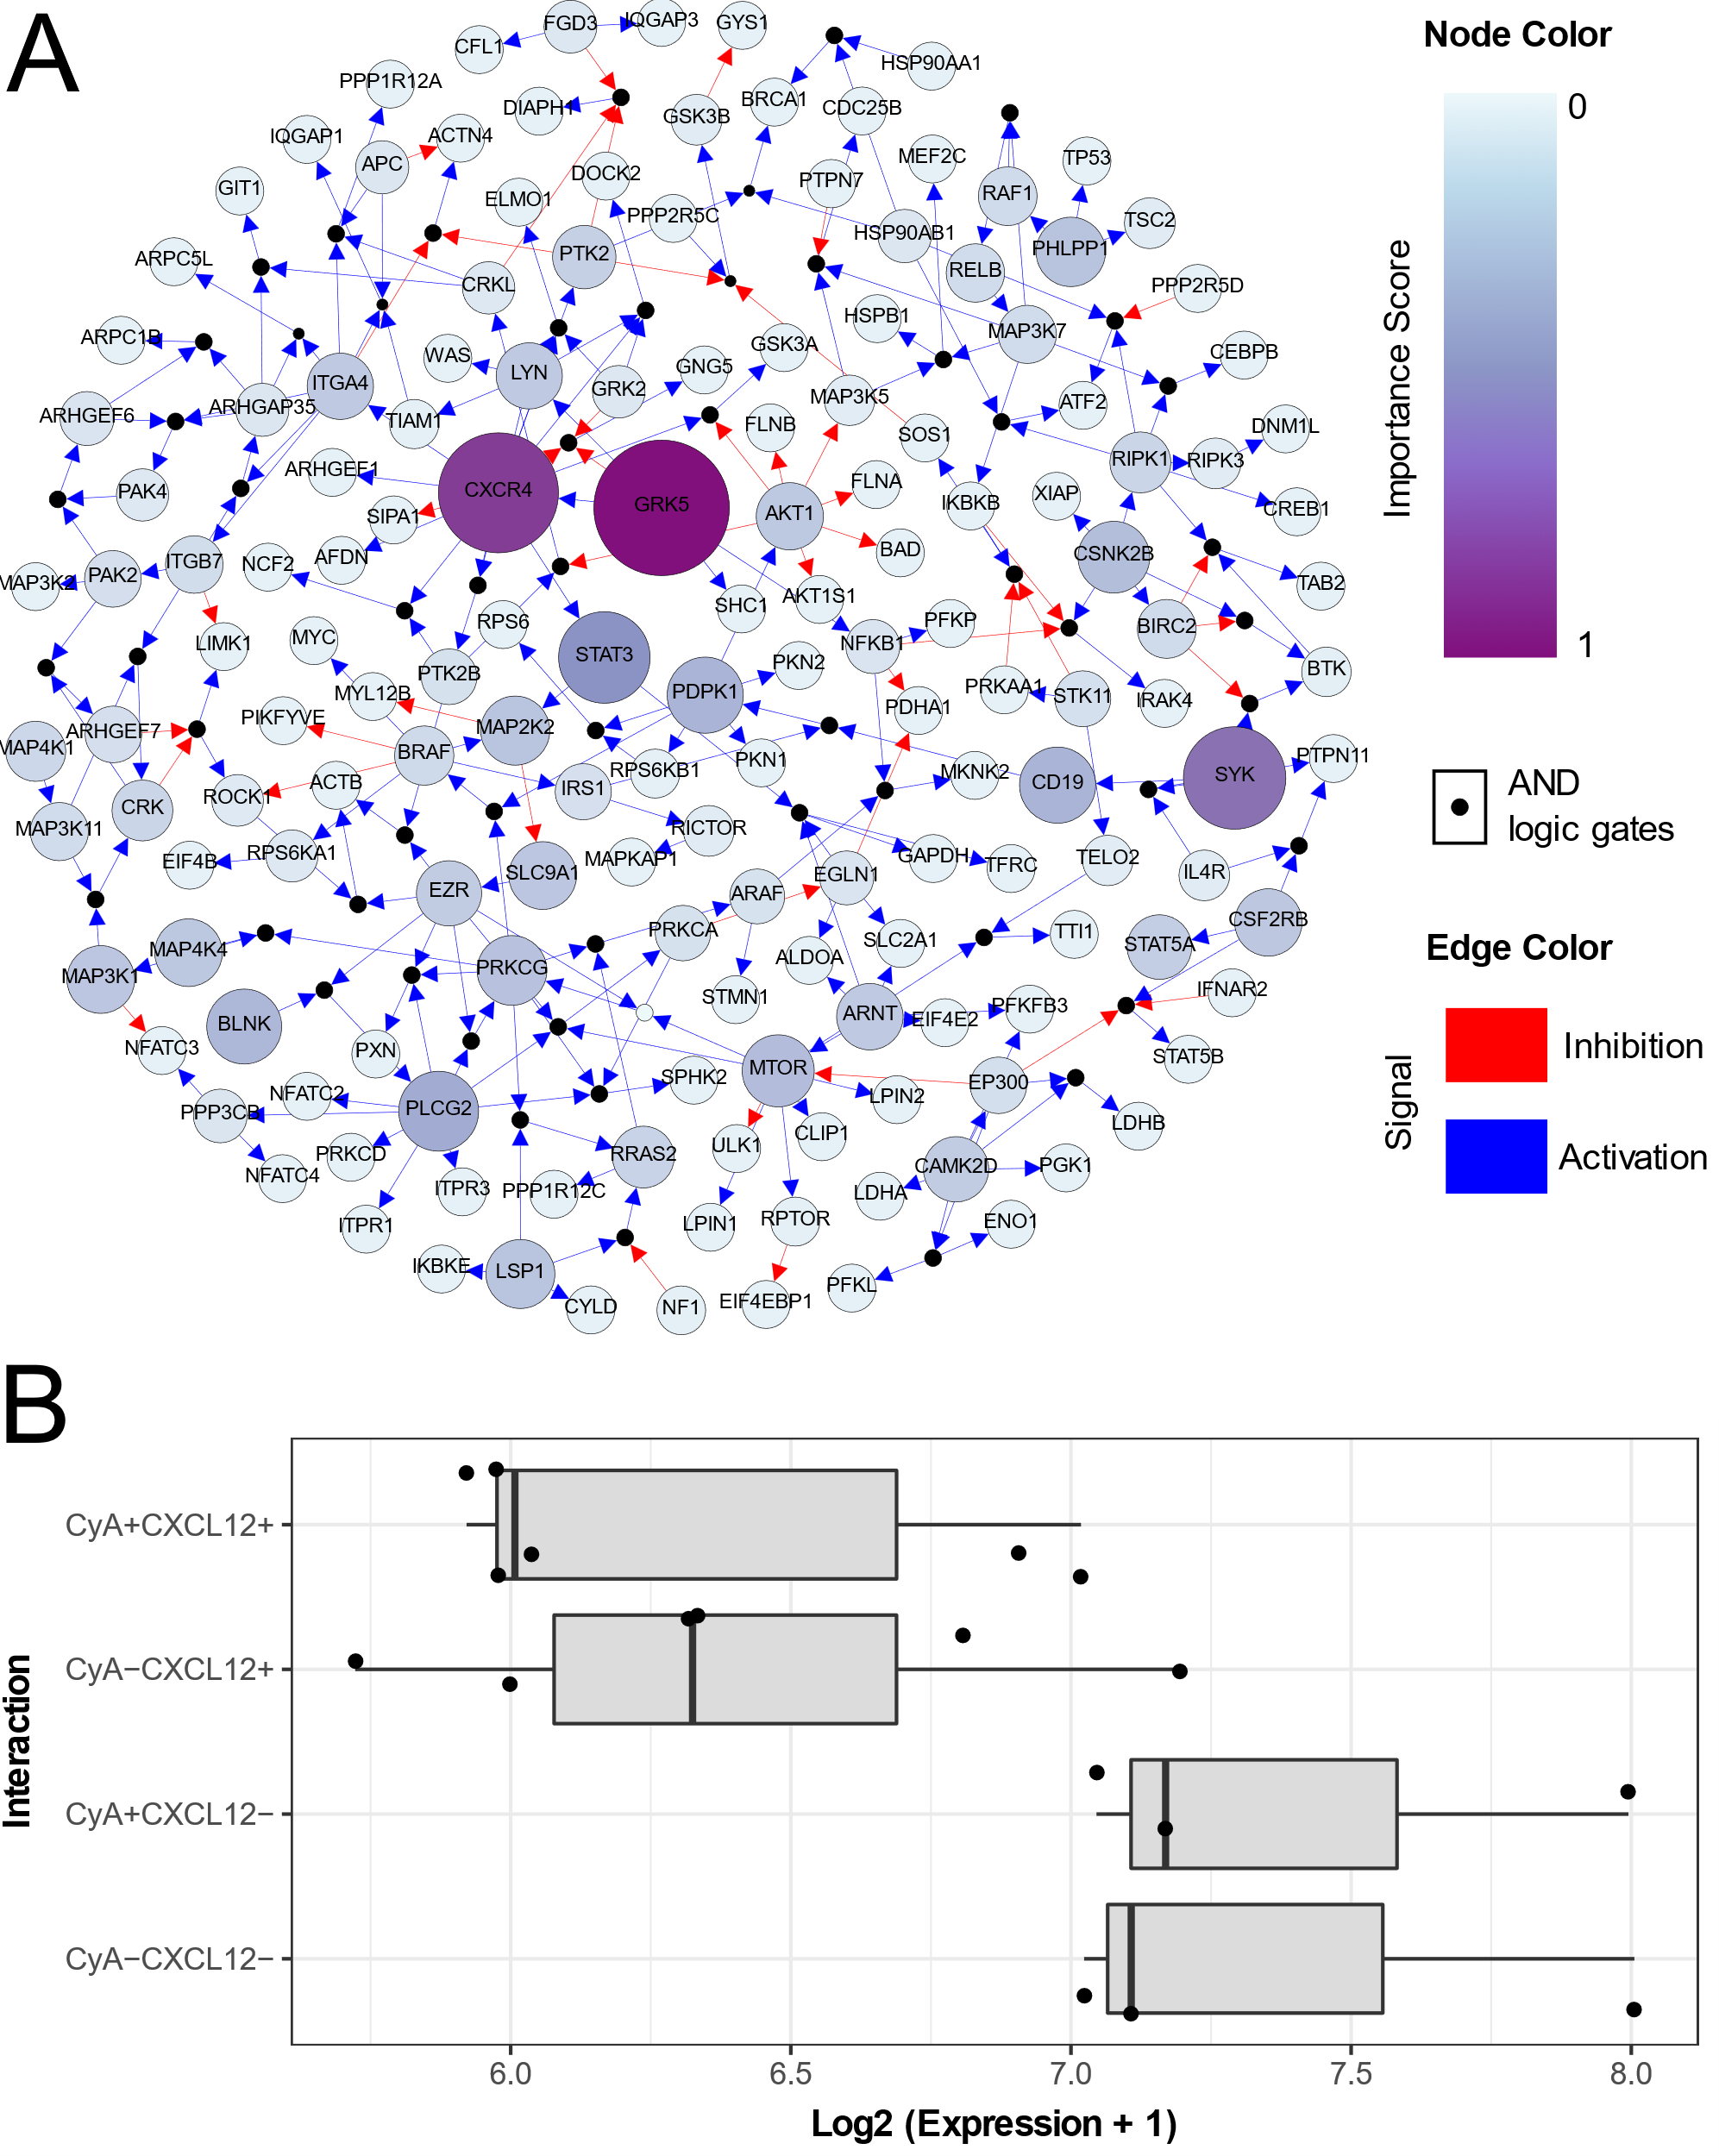 A
FGD3
IQGAP3
GYS1
CFL1
HSP90AA1
PPP1R12A
DIAPH1
GSK3B
BRCA1
CDC25B
IQGAP1
ACTN4
APC
MEF2C
TP53
GIT1
ELMO1
DOCK2
PTPN7
RAF1
PPP2R5C
TSC2
HSP90AB1
PHLPP1
ARPC5L
PTK2
RELB
CRKL
PPP2R5D
ARPC1B
HSPB1
MAP3K7
WAS
LYN
GSK3A
GNG5
CEBPB
ITGA4
GRK2
MAP3K5
ARHGEF6
ARHGAP35
TIAM1
ATF2
FLNB
SOS1
DNM1L
ARHGEF1
RIPK1
RIPK3
PAK4
CXCR4
GRK5
FLNA
XIAP
IKBKB
CREB1
SIPA1
AKT1
AFDN
BAD
CSNK2B
NCF2
ITGB7
MAP3K2
PAK2
TAB2
SHC1
AKT1S1
RPS6
PFKP
BIRC2
MYC
LIMK1
NFKB1
STAT3
PKN2
BTK
PTK2B
MYL12B
PDPK1
PRKAA1
STK11
IRAK4
PIKFYVE
MAP2K2
PDHA1
ARHGEF7
MAP4K1
BRAF
PKN1
RPS6KB1
MKNK2
CD19
SYK
PTPN11
ACTB
ROCK1
IRS1
CRK
MAP3K11
RICTOR
EIF4B
RPS6KA1
MAPKAP1
GAPDH
TFRC
TELO2
SLC9A1
EGLN1
IL4R
EZR
ARAF
CSF2RB
PRKCA
SLC2A1
TTI1
STAT5A
MAP4K4
MAP3K1
PRKCG
ALDOA
STMN1
IFNAR2
BLNK
ARNT
EIF4E2
PFKFB3
NFATC3
PXN
STAT5B
MTOR
SPHK2
EP300
NFATC2
PPP3CB
PLCG2
LPIN2
LDHB
PRKCD
ULK1
CLIP1
RRAS2
NFATC4
ITPR3
PPP1R12C
CAMK2D
PGK1
LDHA
ITPR1
LPIN1
RPTOR
ENO1
IKBKE
LSP1
CYLD
NF1
EIF4EBP1
PFKL
Node Color
0
Importance Score
1
AND
logic gates
Edge Color
Signal
Inhibition
Activation
B
Interaction
CyA+CXCL12+
CyA−CXCL12+
CyA+CXCL12−
CyA−CXCL12−
6.0
6.5
7.0
7.5
8.0
Log2 (Expression + 1)